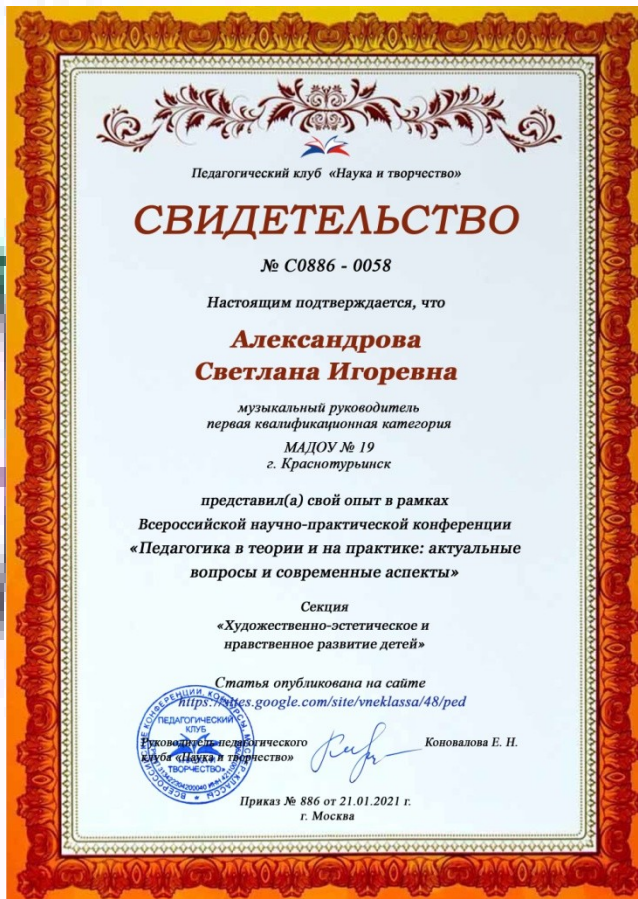 Педагогический клуб «Наука и творчество»
СВИДЕТЕЛЬСТВО
№ С0886 - 0058
Настоящим подтверждается, что
Александрова
Светлана Игоревна
музыкальный руководитель
первая квалификационная категория
МАДОУ № 19
г. Краснотурьинск
представил(а) свой опыт в рамках
Всероссийской научно-практической конференции
«Педагогика в теории и на практике: актуальные
вопросы и современные аспекты»
Секция
«Художественно-эстетическое и
нравственное развитие детей»
Статья опубликована на сайте
https://sites.google.com/site/vneklassa/48/ped
ПЕДАГОГИЧЕСКИЙ
КЛУБ
ТВОРЧЕСТВО»
Руководитель педагогического
клуба «Наука и творчество»
Коновалова Е. Н.
Приказ № 886 от 21.01.2021 г.
г. Москва